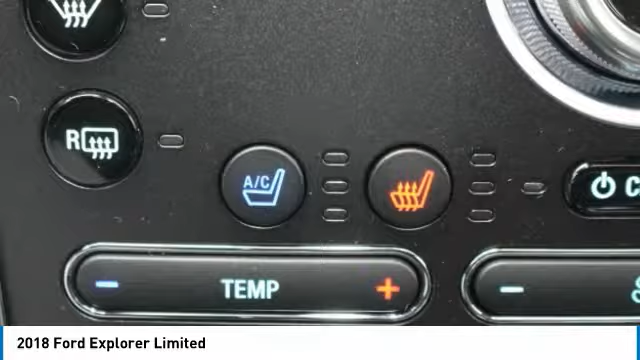 R
A/C
C
- TEMP +
-
2018 Ford Explorer Limited